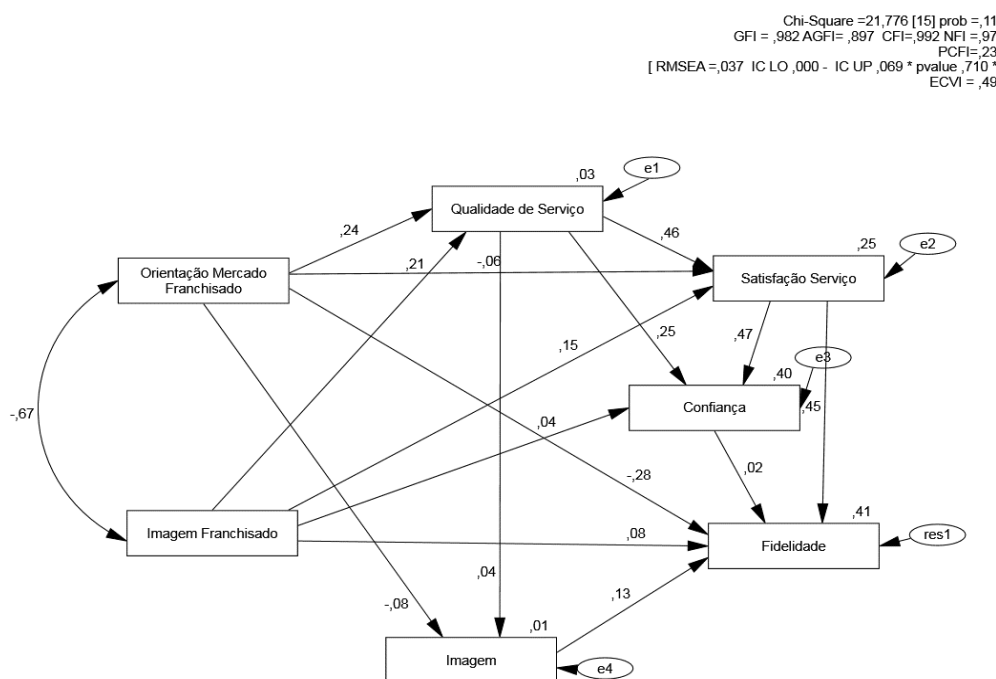 Chi-Square =21,776 [15] prob =,11
GFI = ,982 AGFI= ,897 CFI=,992 NFI =,97
PCFI=,23
[ RMSEA =,037 IC LO ,000 - IC UP ,069 * pvalue ,710 *
ECVI = ,49
,03
e1
Qualidade de Serviço
,24
,46
,25
e2
,21
-,06
Orientação Mercado
Franchisado
Satisfação Serviço
,25
,47
,15
,40
e3
-,67
Confiança
,45
,04
-,28
,02
,41
Imagem Franchisado
,08
Fidelidade
res1
,04
,13
-,08
,01
Imagem
e4